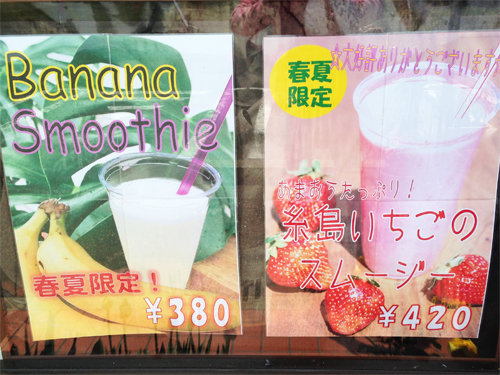 Banana
Smoothie
春夏限定！
￥380
春夏
限定
☆大好評ありがとうございます
あまおうたっぷり！
糸島いちごの
スムージー
￥420